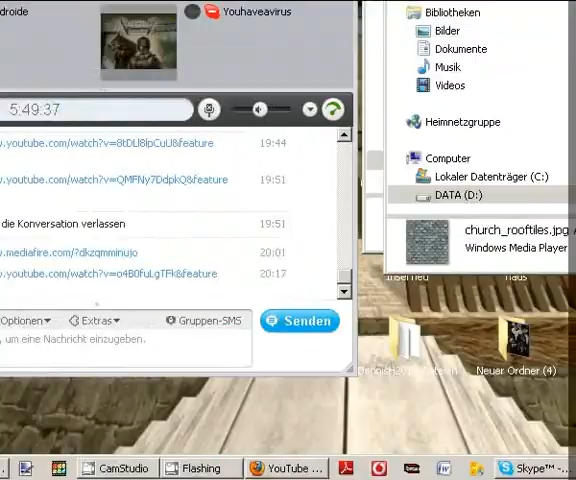 droide
Youhaveavirus
5:49:37
.youtube.com/watch?v=8tDLl8lpCuU&feature 19:44
.youtube.com/watch?v=QMFNy7DdpkQ&feature 19:51
die Konversation verlassen 19:51
.mediafire.com/?dkzqmminujo 20:01
.youtube.com/watch?v=o4B0fuLgTFk&feature 20:17
Optionen
Extras
Gruppen-SMS
Senden
, um eine Nachricht einzugeben.
Bibliotheken
Bilder
Dokumente
Musik
Videos
Heimnetzgruppe
Computer
Lokaler Datenträger (C:)
DATA (D:)
church_rooftiles.jpg
Windows Media Player
Neuer Ordner (4)
CamStudio
Flashing
YouTube ...
Skype™ -...